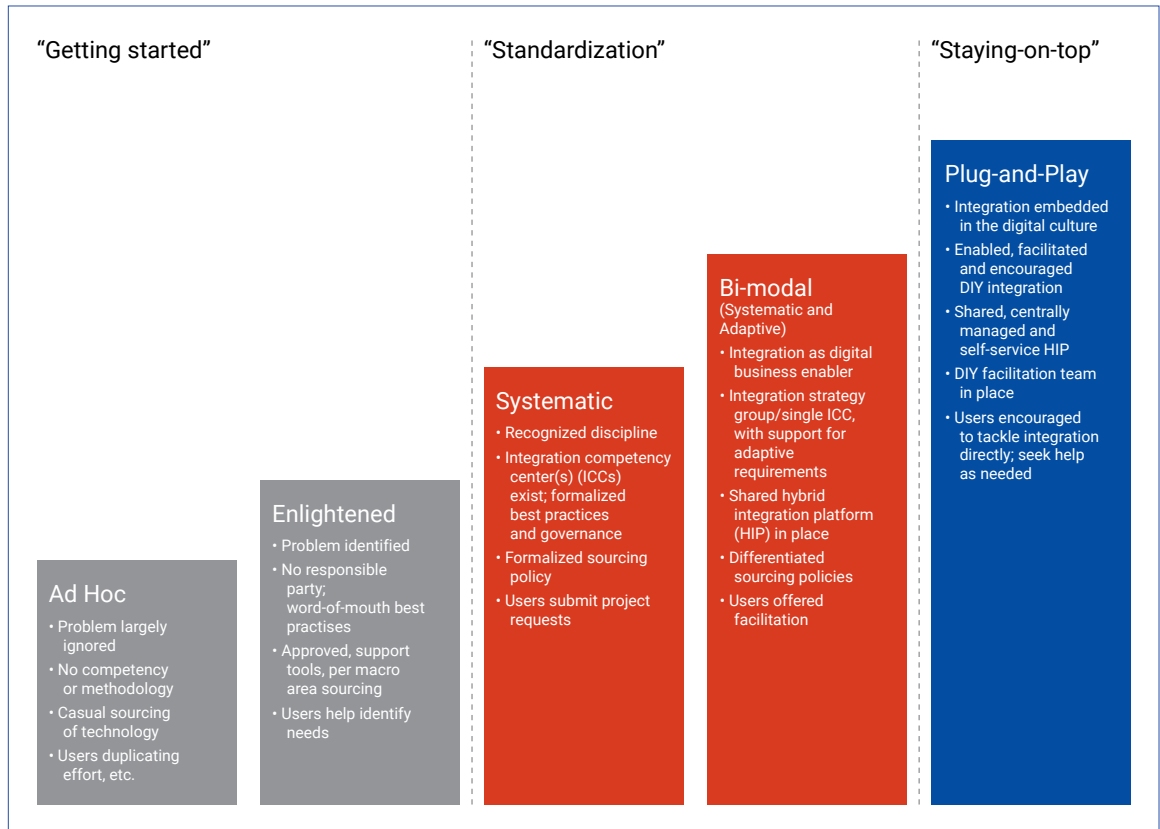 “Getting started”
“Standardization”
“Staying-on-top”
Ad Hoc
• Problem largely
ignored
• No competency
or methodology
• Casual sourcing
of technology
• Users duplicating
effort, etc.
Enlightened
• Problem identified
• No responsible
party;
word-of-mouth best
practises
• Approved, support
tools, per macro
area sourcing
• Users help identify
needs
Systematic
• Recognized discipline
• Integration competency
center(s) (ICCs)
exist; formalized
best practices
and governance
• Formalized sourcing
policy
• Users submit project
requests
Bi-modal
(Systematic and
Adaptive)
• Integration as digital
business enabler
• Integration strategy
group/single ICC,
with support for
adaptive
requirements
• Shared hybrid
integration platform
(HIP) in place
• Differentiated
sourcing policies
• Users offered
facilitation
Plug-and-Play
• Integration embedded
in the digital culture
• Enabled, facilitated
and encouraged
DIY integration
• Shared, centrally
managed and
self-service HIP
• DIY facilitation team
in place
• Users encouraged
to tackle integration
directly; seek help
as needed